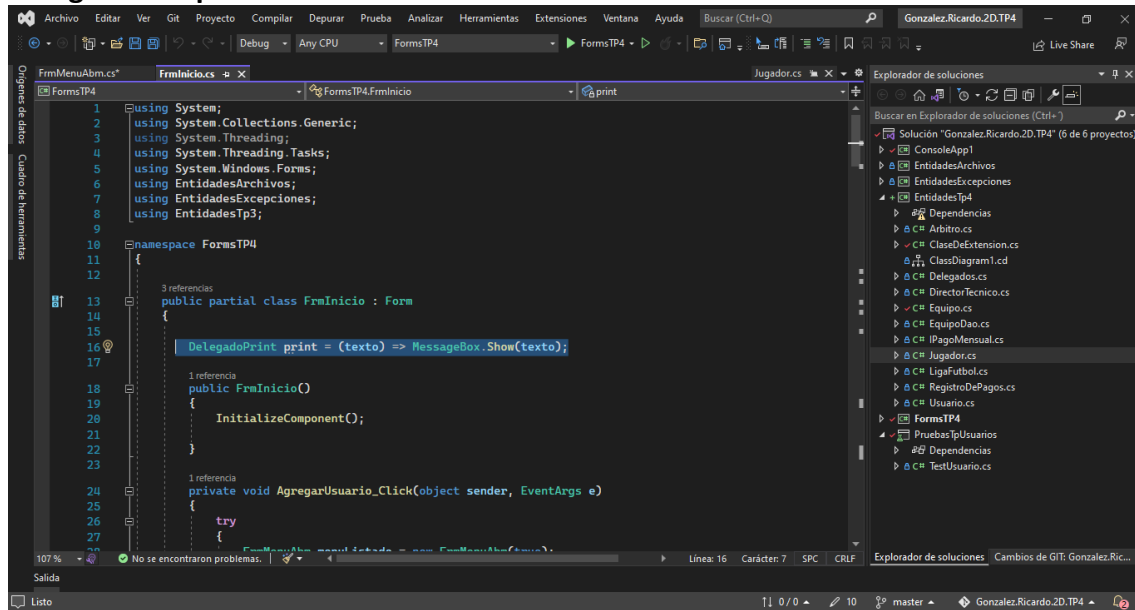 Archivo Editar Ver Git Proyecto Compilar Depurar Prueba Analizar Herramientas Extensiones Ventana Ayuda Buscar (Ctrl+Q) Gonzalez.Ricardo.2D.TP4
Debug Any CPU FormsTP4 FormsTP4 Live Share
Orígenes de datos
Cuadro de herramientas
FrmMenuAbm.cs* FrmInicio.cs Jugador.cs
FormsTP4 FormsTP4.FrmInicio print
1 using System;
2 using System.Collections.Generic;
3 using System.Threading;
4 using System.Threading.Tasks;
5 using System.Windows.Forms;
6 using EntidadesArchivos;
7 using EntidadesExcepciones;
8 using EntidadesTp3;
9
10 namespace FormsTP4
11 {
12
3 referencias
13 public partial class FrmInicio : Form
14 {
15
16 DelegadoPrint print = (texto) => MessageBox.Show(texto);
17
1 referencia
18 public FrmInicio()
19 {
20 InitializeComponent();
21
22 }
23
1 referencia
24 private void AgregarUsuario_Click(object sender, EventArgs e)
25 {
26 try
27 {
107 % No se encontraron problemas. Línea: 16 Carácter: 7 SPC CRLF
Explorador de soluciones
Buscar en Explorador de soluciones (Ctrl+´)
Solución "Gonzalez.Ricardo.2D.TP4" (6 de 6 proyectos)
ConsoleApp1
EntidadesArchivos
EntidadesExcepciones
EntidadesTp4
Dependencias
C# Arbitro.cs
C# ClaseDeExtension.cs
ClassDiagram1.cd
C# Delegados.cs
C# DirectorTecnico.cs
C# Equipo.cs
C# EquipoDao.cs
C# IPagoMensual.cs
C# Jugador.cs
C# LigaFutbol.cs
C# RegistroDePagos.cs
C# Usuario.cs
FormsTP4
PruebasTpUsuarios
Dependencias
C# TestUsuario.cs
Explorador de soluciones Cambios de GIT: Gonzalez.Ric...
Salida
Listo 0 / 0 10 master Gonzalez.Ricardo.2D.TP4 2